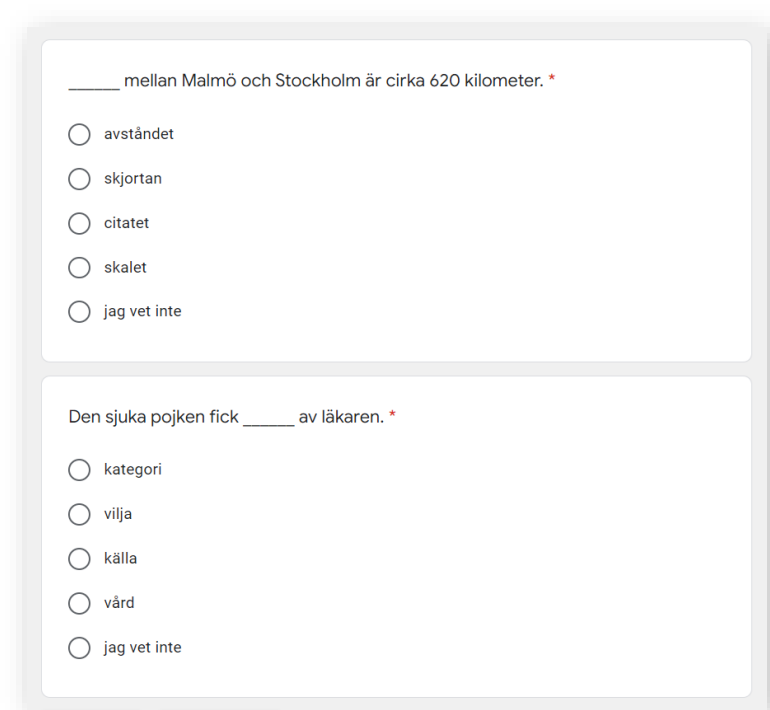 ______ mellan Malmö och Stockholm är cirka 620 kilometer. *
avståndet
skjortan
citatet
skalet
jag vet inte
Den sjuka pojken fick ______ av läkaren. *
kategori
vilja
källa
vård
jag vet inte